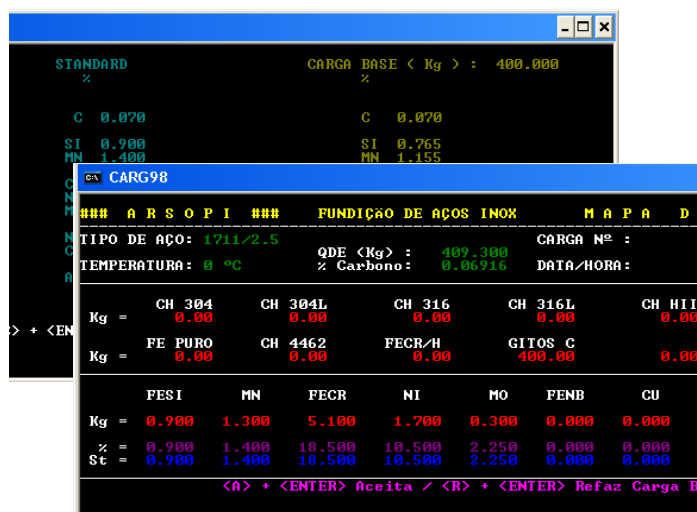 STANDARD CARGA BASE ( Kg ) : 400.000
% %
C 0.070 C 0.070
SI 0.900 SI 0.765
MN 1.400 MN 1.155
CARG98
### A R S O P I ### FUNDIÇÃO DE AÇOS INOX M A P A D
TIPO DE AÇO: 1711/2.5 CARGA Nº :
QDE (Kg) : 409.300
TEMPERATURA: 0 ºC % Carbono: 0.06916 DATA/HORA:
CH 304 CH 304L CH 316 CH 316L CH HII
Kg = 0.00 0.00 0.00 0.00 0.00
> + <EN
FE PURO CH 4462 FECR/H GITOS C
Kg = 0.00 0.00 0.00 400.00 0.00
FESI MN FECR NI MO FENB CU
Kg = 0.900 1.300 5.100 1.700 0.300 0.000 0.000
% = 0.900 1.400 18.500 10.500 2.250 0.000 0.000
St = 0.900 1.400 18.500 10.500 2.250 0.000 0.000
<A> + <ENTER> Aceita / <R> + <ENTER> Refaz Carga B